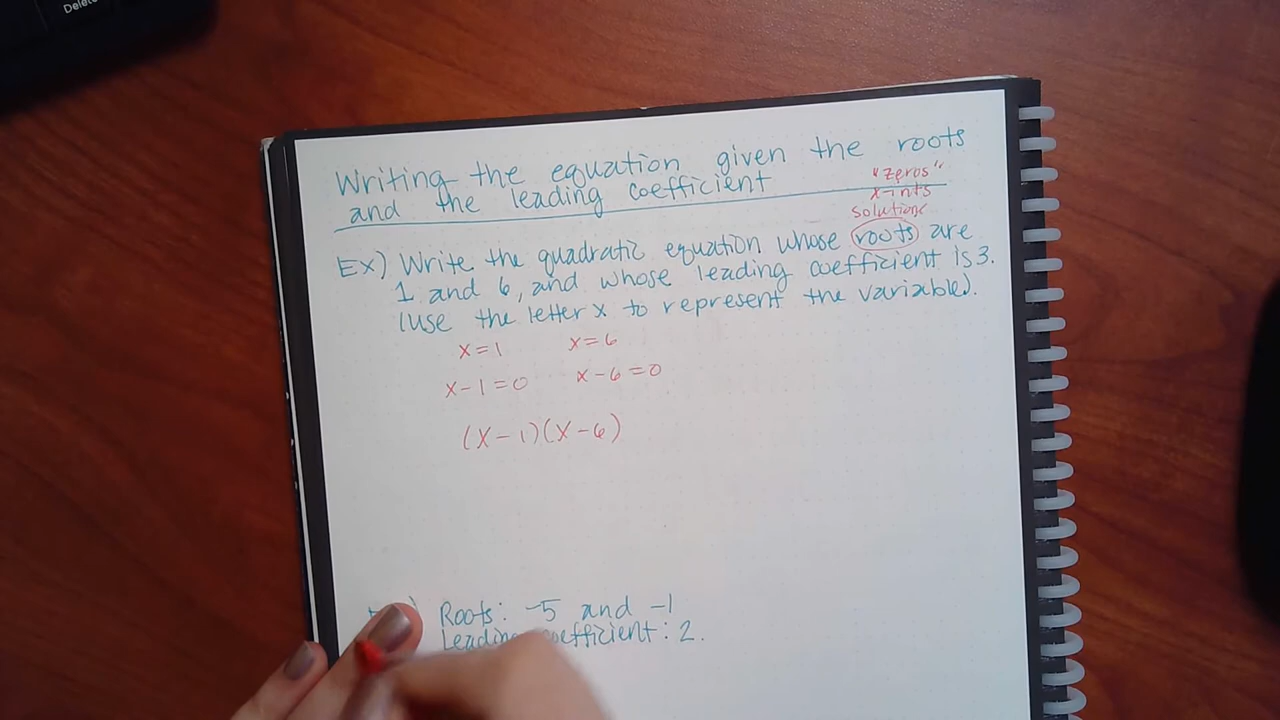 Delete
Writing the equation given the roots
and the leading coefficient
"zeros"
x-ints
solutions
Ex) Write the quadratic equation whose roots are
1 and 6, and whose leading coefficient is 3.
(use the letter x to represent the variable).
x=1 x=6
x-1=0 x-6=0
(x-1)(x-6)
Roots: -5 and -1
Leading coefficient: 2.